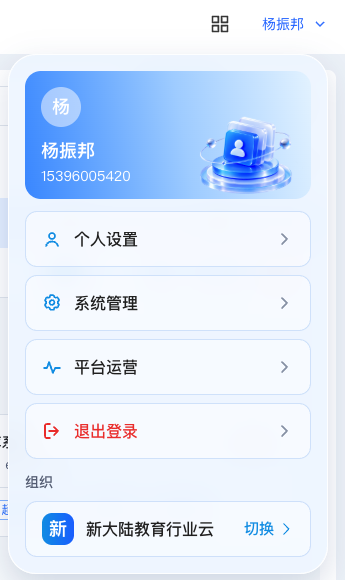 杨振邦
杨
杨振邦
15396005420
个人设置
系统管理
平台运营
退出登录
组织
新
新大陆教育行业云
切换